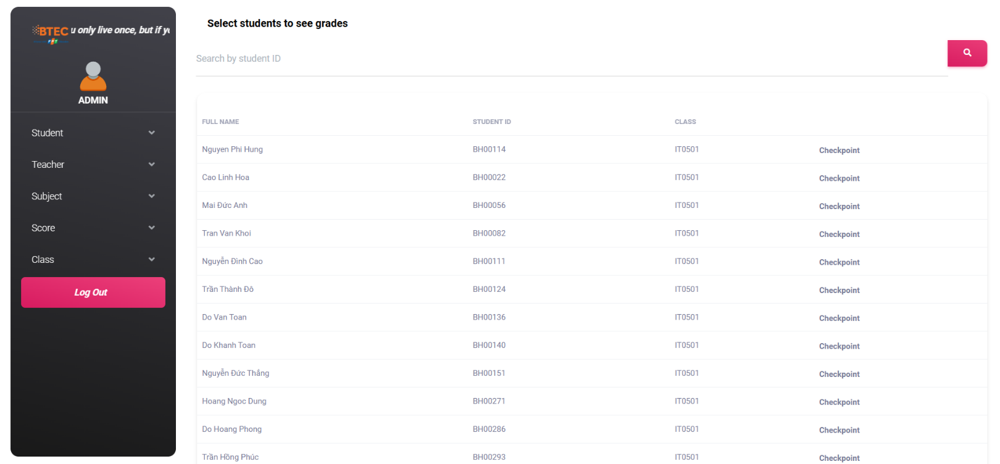 BTEC u only live once, but if yo
FPT
ADMIN
Student
Teacher
Subject
Score
Class
Log Out
Select students to see grades
Search by student ID
FULL NAME STUDENT ID CLASS
Nguyen Phi Hung BH00114 IT0501 Checkpoint
Cao Linh Hoa BH00022 IT0501 Checkpoint
Mai Đức Anh BH00056 IT0501 Checkpoint
Tran Van Khoi BH00082 IT0501 Checkpoint
Nguyễn Đình Cao BH00111 IT0501 Checkpoint
Trần Thành Đô BH00124 IT0501 Checkpoint
Do Van Toan BH00136 IT0501 Checkpoint
Do Khanh Toan BH00140 IT0501 Checkpoint
Nguyễn Đức Thắng BH00151 IT0501 Checkpoint
Hoang Ngoc Dung BH00271 IT0501 Checkpoint
Do Hoang Phong BH00286 IT0501 Checkpoint
Trần Hồng Phúc BH00293 IT0501 Checkpoint